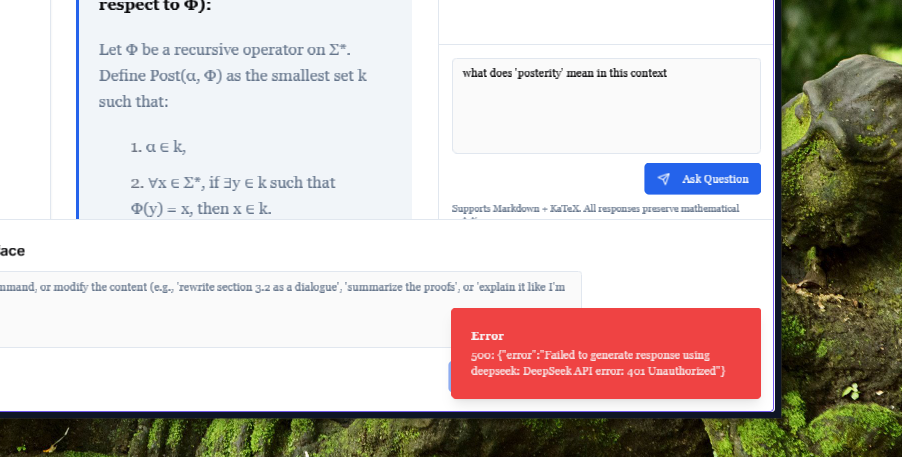 respect to Φ):
Let Φ be a recursive operator on Σ*.
Define Post(α, Φ) as the smallest set k
such that:
1. α ∈ k,
2. ∀x ∈ Σ*, if ∃y ∈ k such that
Φ(y) = x, then x ∈ k.
what does 'posterity' mean in this context
Ask Question
Supports Markdown + KaTeX. All responses preserve mathematical
face
mmand, or modify the content (e.g., 'rewrite section 3.2 as a dialogue', 'summarize the proofs', or 'explain it like I'm
Error
500: {"error":"Failed to generate response using
deepseek: DeepSeek API error: 401 Unauthorized"}